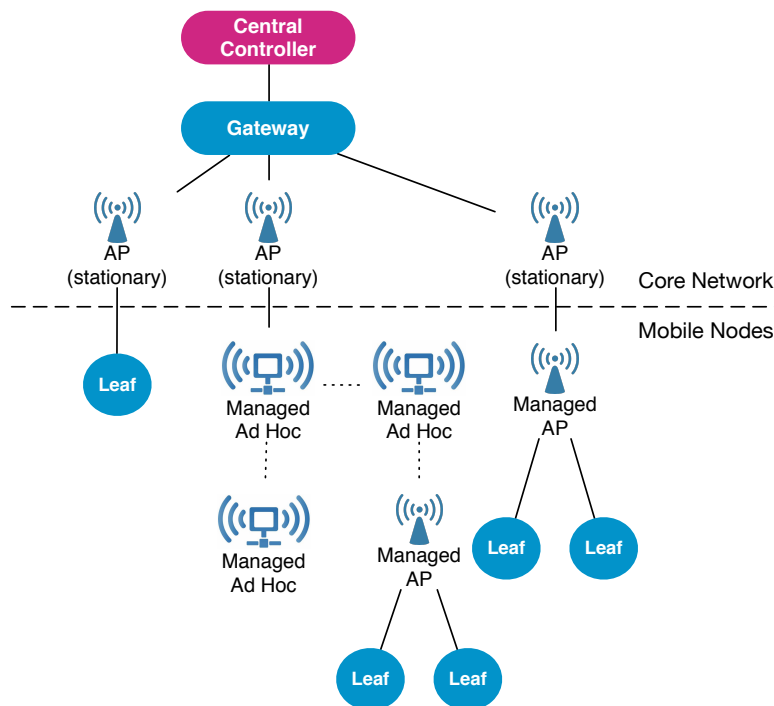 Central
Controller
Gateway
AP
(stationary)
AP
(stationary)
AP
(stationary)
Core Network
Mobile Nodes
Leaf
Managed
Ad Hoc
Managed
Ad Hoc
Managed
AP
Managed
Ad Hoc
Managed
AP
Leaf
Leaf
Leaf
Leaf